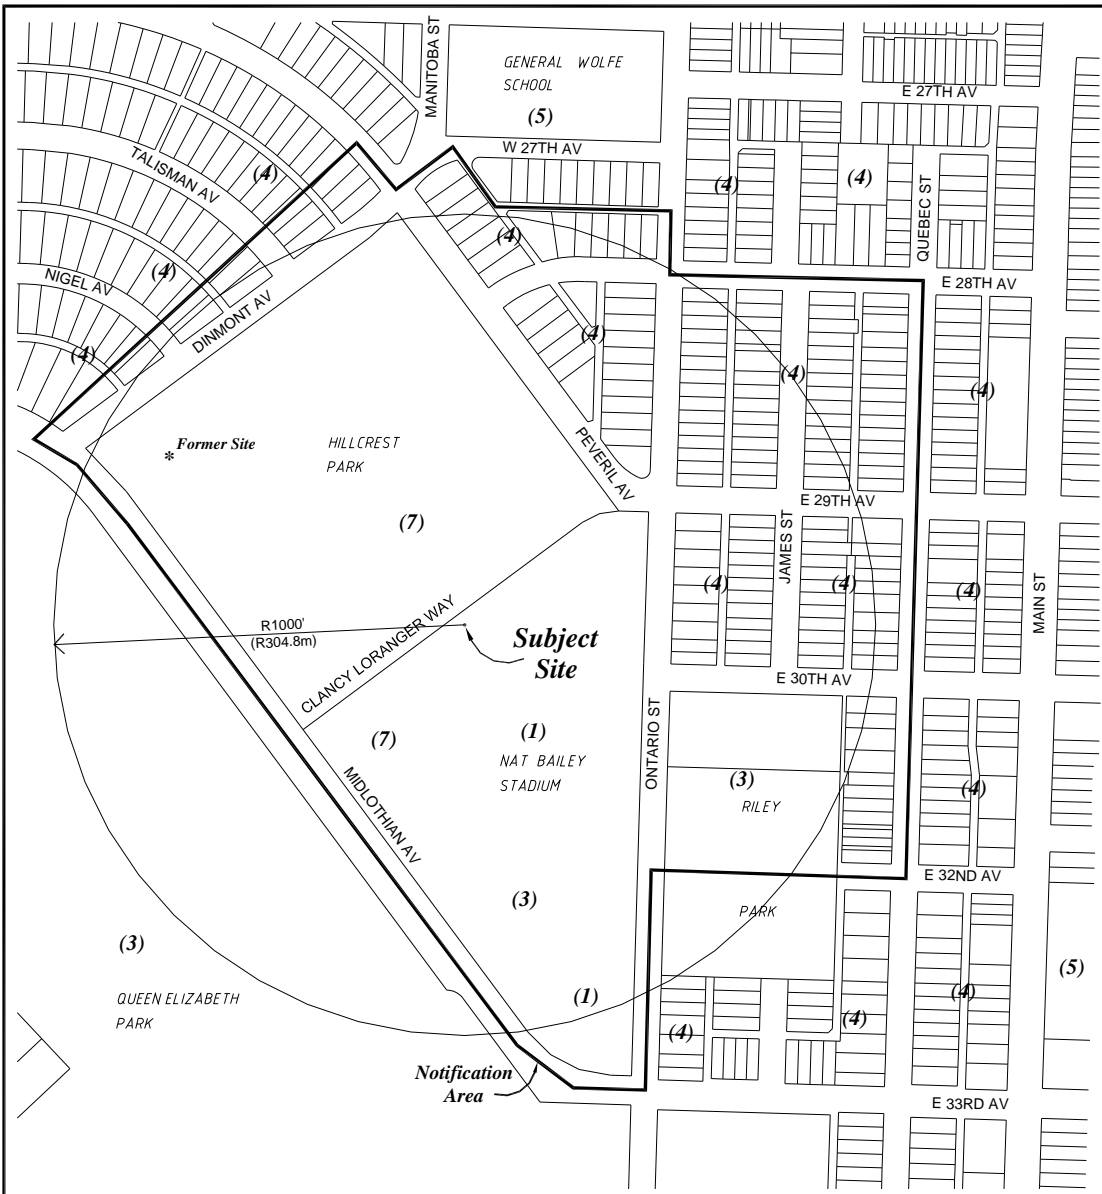 MANITOBA ST
GENERAL WOLFE
SCHOOL
(5)
E 27TH AV
W 27TH AV
TALISMAN AV
(4)
(4)
(4)
QUEBEC ST
(4)
NIGEL AV
(4)
E 28TH AV
DINMONT AV
(4)
(4)
(4)
(4)
Former Site
*
HILLCREST
PARK
PEVERIL AV
E 29TH AV
(7)
JAMES ST
(4)
(4)
(4)
MAIN ST
R1000'
(R304.8m)
CLANCY LORANGER WAY
Subject
Site
E 30TH AV
(7)
(1)
NAT BAILEY
STADIUM
ONTARIO ST
(3)
RILEY
(4)
MIDLOTHIAN AV
E 32ND AV
(3)
PARK
(3)
QUEEN ELIZABETH
PARK
(1)
(5)
(4)
(4)
(4)
Notification
Area
E 33RD AV